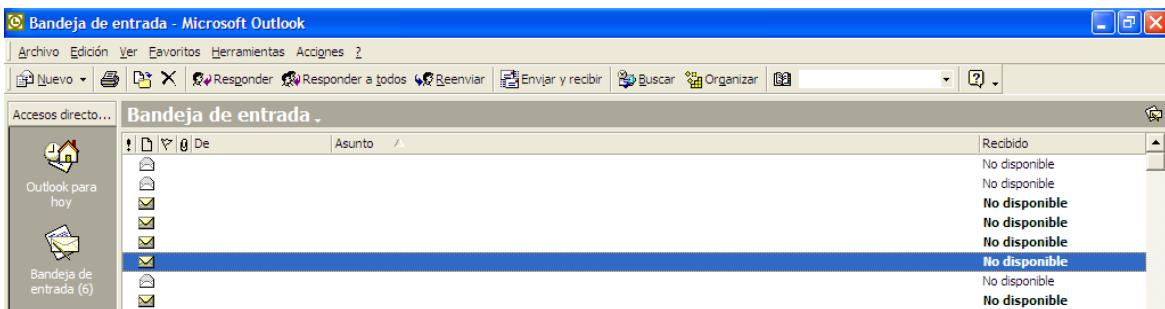 Bandeja de entrada - Microsoft Outlook
Archivo Edición Ver Favoritos Herramientas Acciones ?
Nuevo Responder Responder a todos Reenviar Enviar y recibir Buscar Organizar
Accesos directo... Bandeja de entrada .
! De Asunto Recibido
No disponible
Outlook para hoy
No disponible
No disponible
No disponible
No disponible
No disponible
Bandeja de entrada (6)
No disponible
No disponible